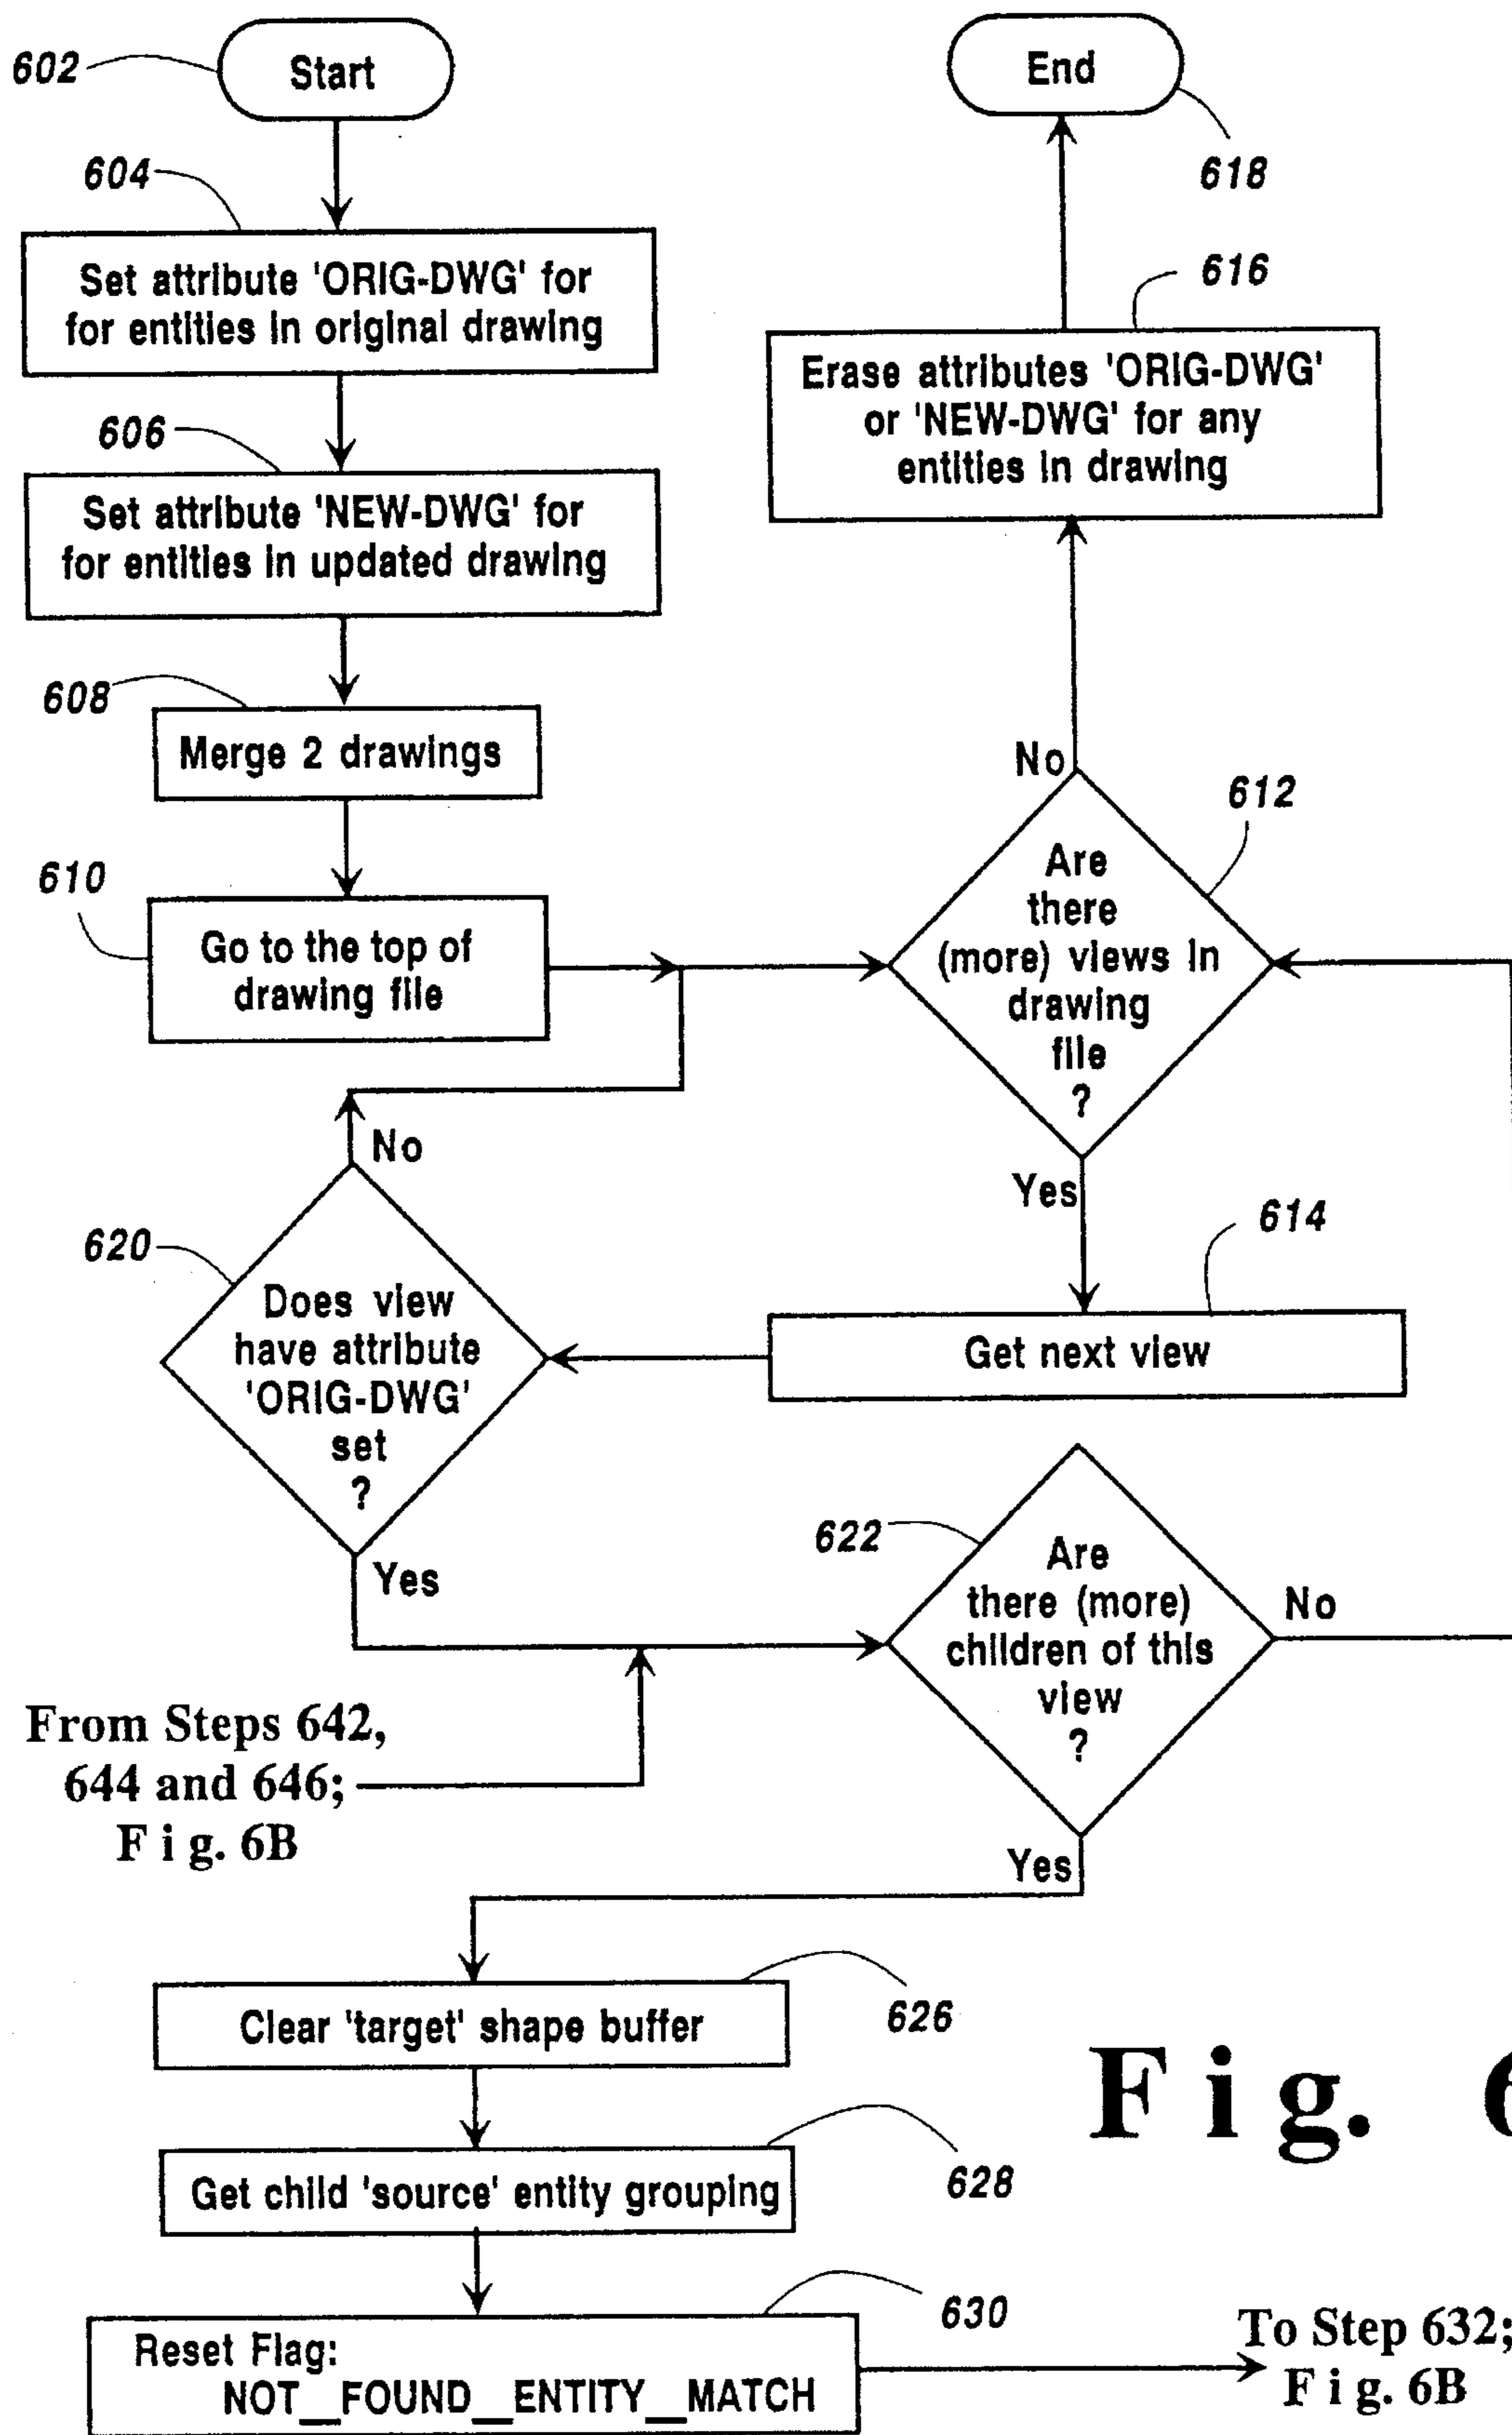 602
Start
604
Set attribute 'ORIG-DWG' for
for entities in original drawing
606
Set attribute 'NEW-DWG' for
for entities in updated drawing
608
Merge 2 drawings
610
Go to the top of
drawing file
End
618
616
Erase attributes 'ORIG-DWG'
or 'NEW-DWG' for any
entities in drawing
No
612
Are
there
(more) views in
drawing
file
?
Yes
614
Get next view
No
620
Does view
have attribute
'ORIG-DWG'
set
?
Yes
622
Are
there (more)
children of this
view
?
No
From Steps 642,
644 and 646;
Fig. 6B
Yes
Clear 'target' shape buffer
626
Get child 'source' entity grouping
628
Reset Flag:
NOT_FOUND_ENTITY_MATCH
630
To Step 632;
Fig. 6B
Fig.